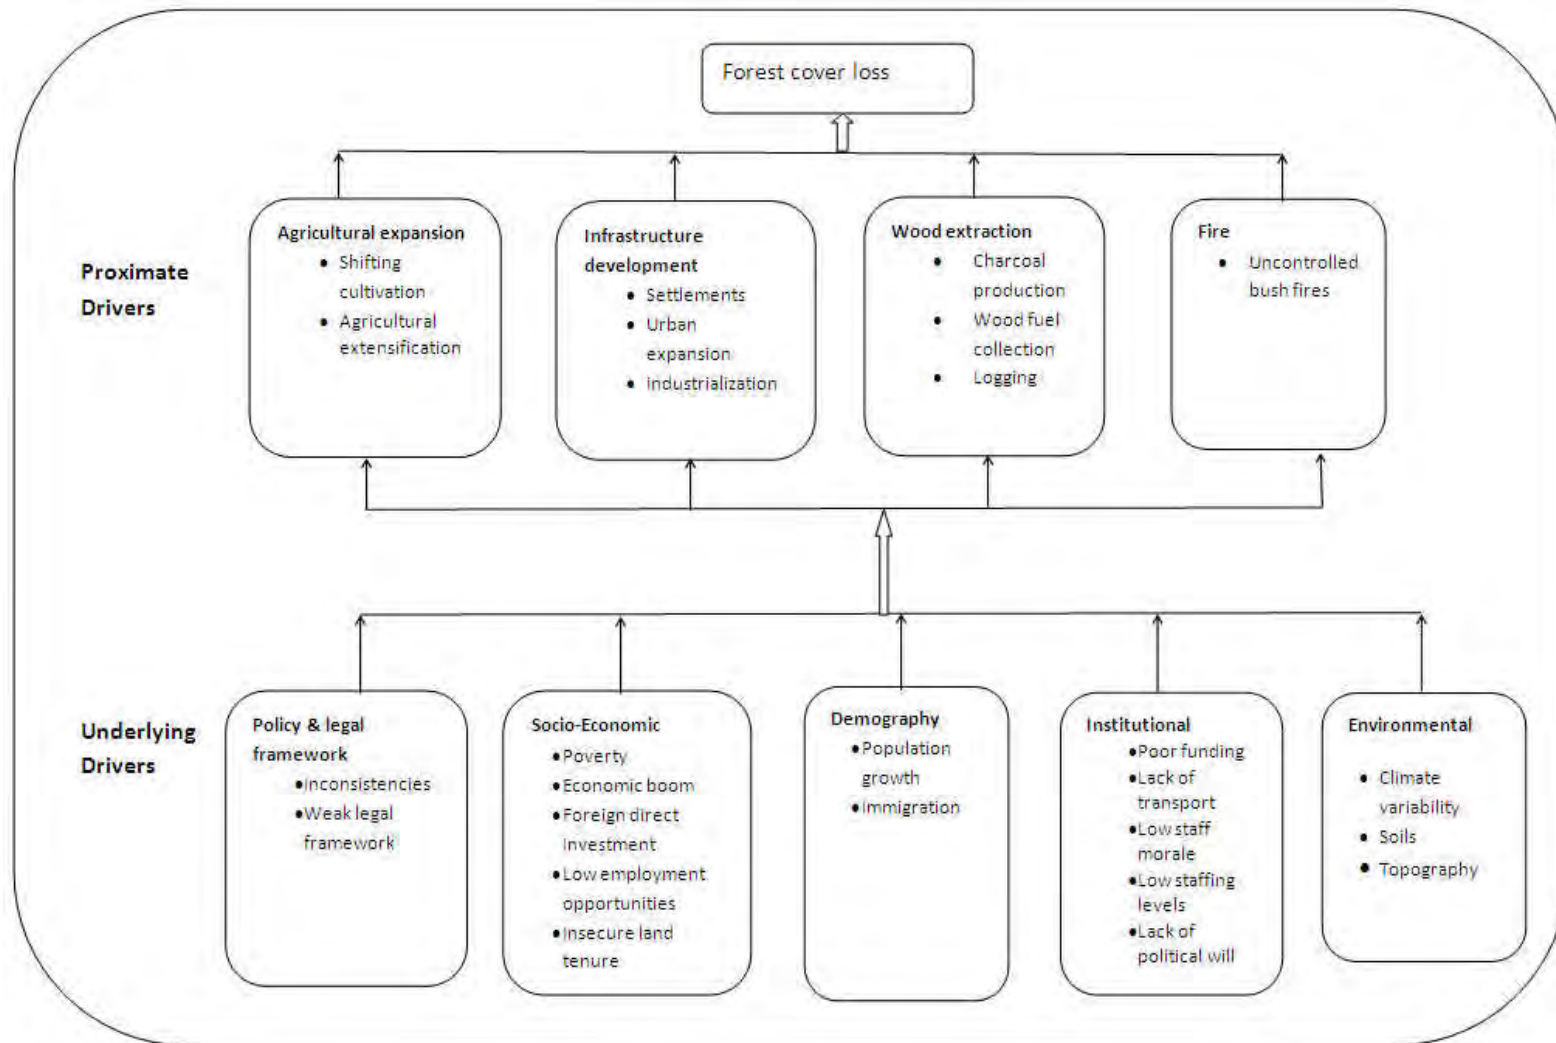 Forest cover loss
Proximate
Drivers
Agricultural expansion
• Shifting
cultivation
• Agricultural
extensification
Infrastructure
development
• Settlements
• Urban
expansion
• Industrialization
Wood extraction
• Charcoal
production
• Wood fuel
collection
• Logging
Fire
• Uncontrolled
bush fires
Underlying
Drivers
Policy & legal
framework
•Inconsistencies
•Weak legal
framework
Socio-Economic
•Poverty
•Economic boom
•Foreign direct
investment
•Low employment
opportunities
•Insecure land
tenure
Demography
•Population
growth
•Immigration
Institutional
•Poor funding
•Lack of
transport
•Low staff
morale
•Low staffing
levels
•Lack of
political will
Environmental
• Climate
variability
• Soils
• Topography